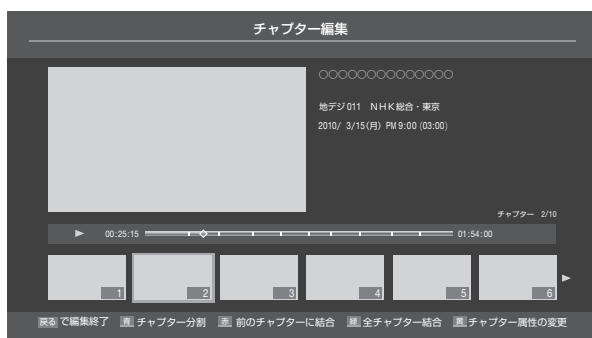 チャプター編集
○○○○○○○○○○○○○○
地デジ 011 NHK総合・東京
2010/ 3/15(月) PM 9:00 (03:00)
チャプター 2/10
00:25:15 01:54:00
1 2 3 4 5 6
戻る で編集終了 青 チャプター分割 赤 前のチャプターに結合 緑 全チャプター結合 黄 チャプター属性の変更